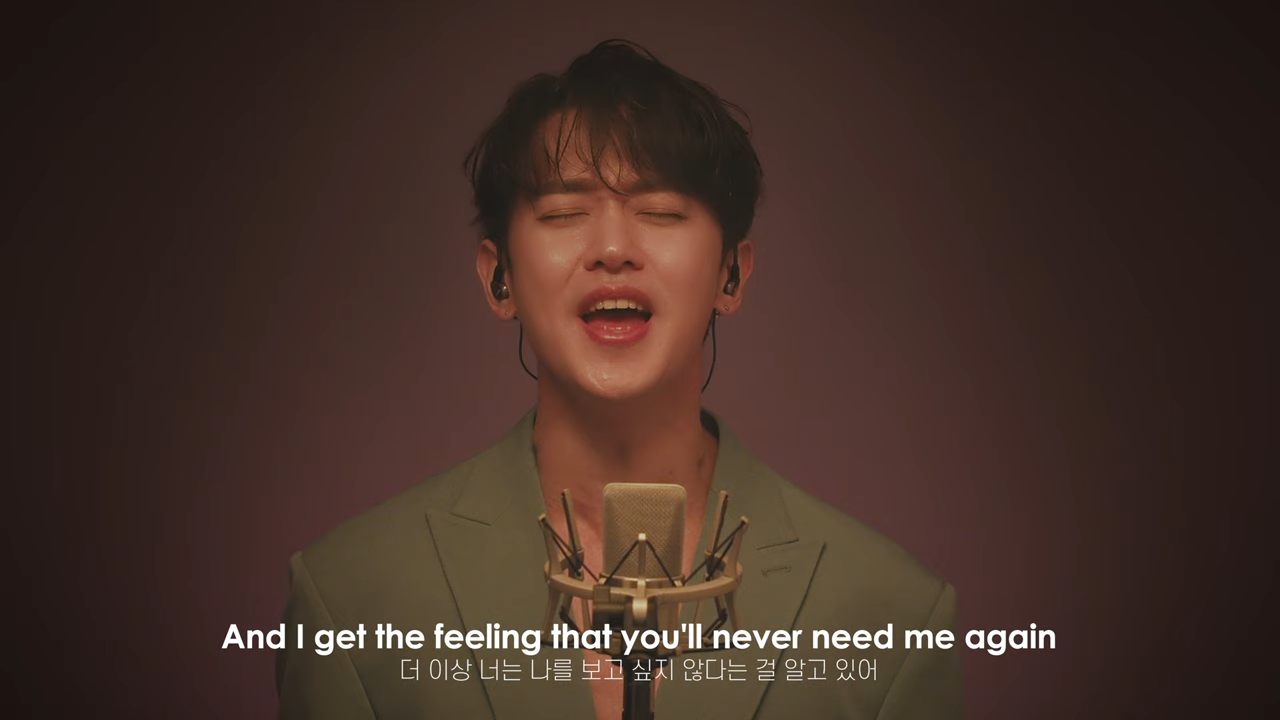 And I get the feeling that you'll never need me again
더 이상 너는 나를 보고 싶지 않다는 걸 알고 있어